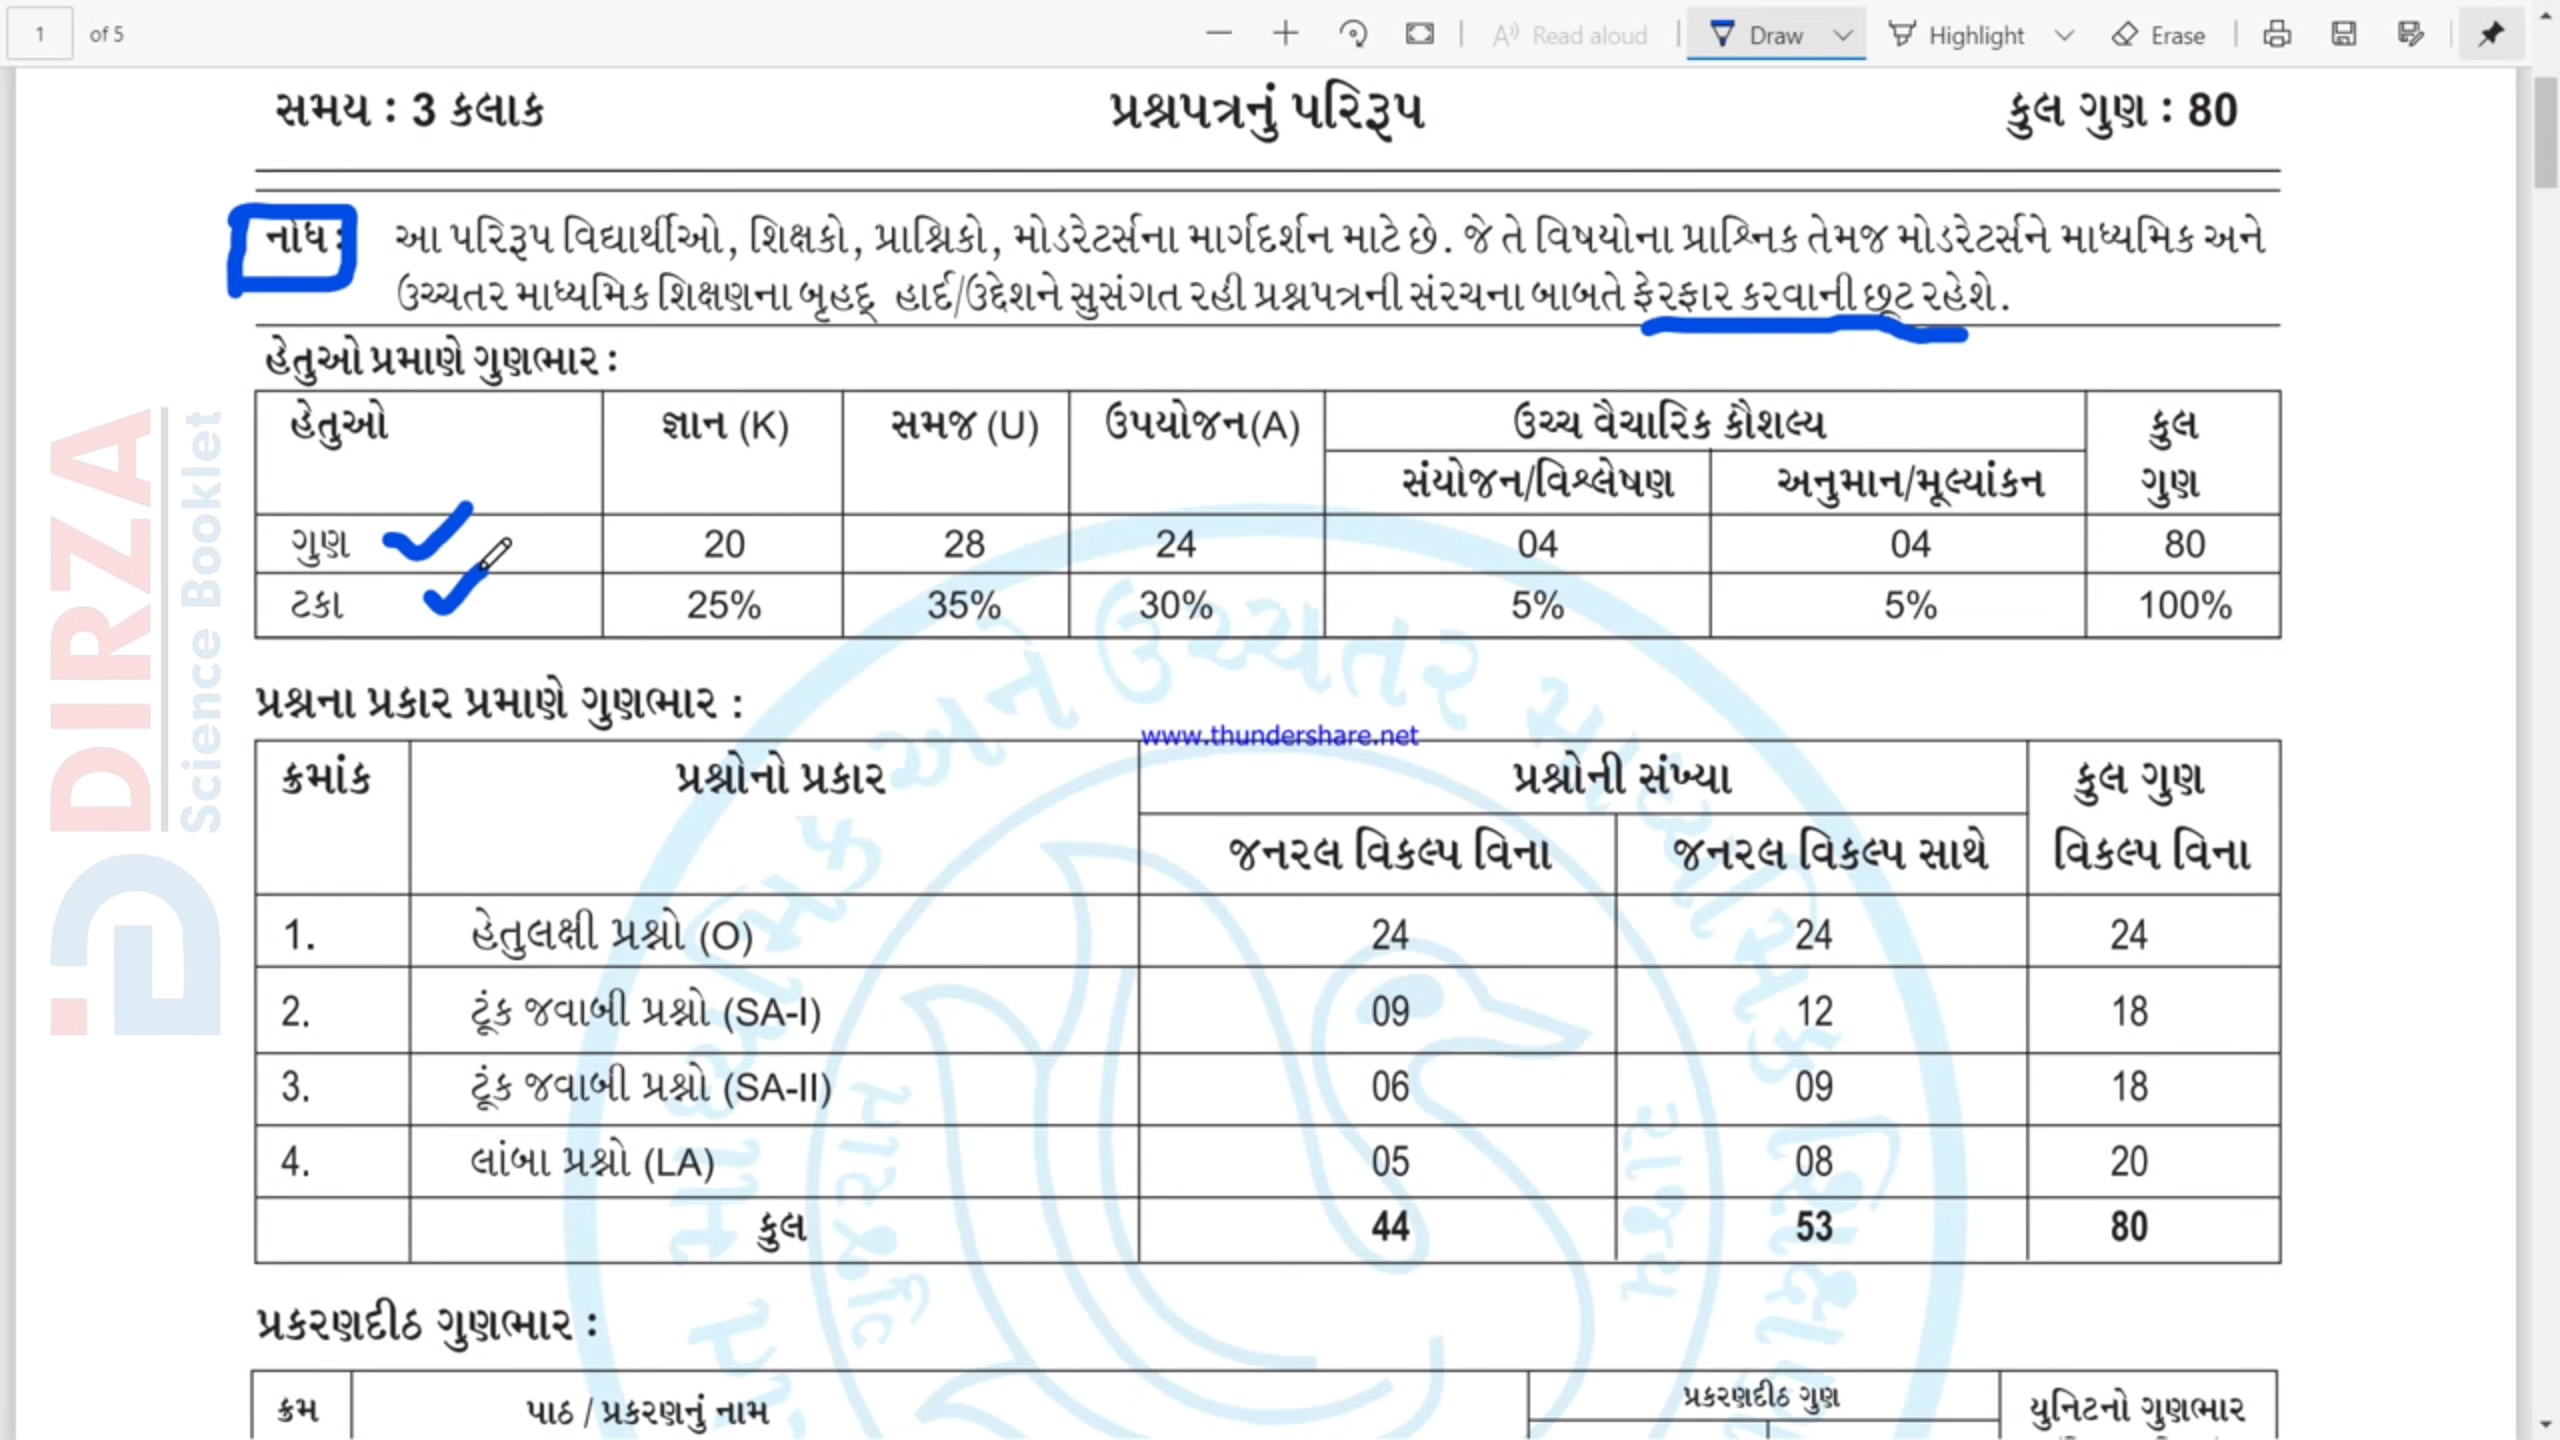 1 of 5 Read aloud Draw Highlight Erase
સમય : 3 કલાક પ્રશ્નપત્રનું પરિરૂપ કુલ ગુણ : 80
નોંધ : આ પરિરૂપ વિદ્યાર્થીઓ, શિક્ષકો, પ્રાશ્નિકો, મોડરેટર્સના માર્ગદર્શન માટે છે. જે તે વિષયોના પ્રાશ્નિક તેમજ મોડરેટર્સને માધ્યમિક અને
ઉચ્ચતર માધ્યમિક શિક્ષણના બૃહદ્ હાર્દ/ઉદ્દેશને સુસંગત રહી પ્રશ્નપત્રની સંરચના બાબતે ફેરફાર કરવાની છૂટ રહેશે.
હેતુઓ પ્રમાણે ગુણભાર :
હેતુઓ જ્ઞાન (K) સમજ (U) ઉપયોજન(A) ઉચ્ચ વૈચારિક કૌશલ્ય કુલ
સંયોજન/વિશ્લેષણ અનુમાન/મૂલ્યાંકન ગુણ
ગુણ 20 28 24 04 04 80
ટકા 25% 35% 30% 5% 5% 100%
પ્રશ્નના પ્રકાર પ્રમાણે ગુણભાર :
www.thundershare.net
ક્રમાંક પ્રશ્નોનો પ્રકાર પ્રશ્નોની સંખ્યા કુલ ગુણ
જનરલ વિકલ્પ વિના જનરલ વિકલ્પ સાથે વિકલ્પ વિના
1. હેતુલક્ષી પ્રશ્નો (O) 24 24 24
2. ટૂંક જવાબી પ્રશ્નો (SA-I) 09 12 18
3. ટૂંક જવાબી પ્રશ્નો (SA-II) 06 09 18
4. લાંબા પ્રશ્નો (LA) 05 08 20
કુલ 44 53 80
પ્રકરણદીઠ ગુણભાર :
ક્રમ પાઠ / પ્રકરણનું નામ પ્રકરણદીઠ ગુણ યુનિટનો ગુણભાર
DIRZA
Science Booklet
અને ઉચ્ચતર માધ્યમિક
ગુજરાત
રાજ્ય